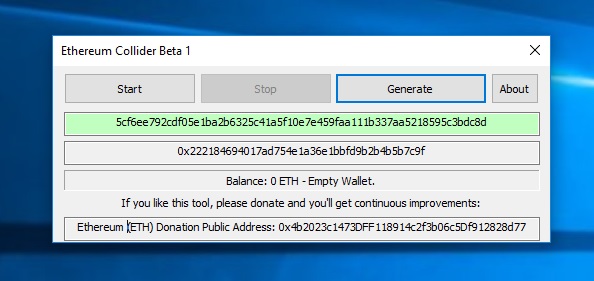 Ethereum Collider Beta 1
Start Stop Generate About
5cf6ee792cdf05e1ba2b6325c41a5f10e7e459faa111b337aa5218595c3bdc8d
0x222184694017ad754e1a36e1bbfd9b2b4b5b7c9f
Balance: 0 ETH - Empty Wallet.
If you like this tool, please donate and you'll get continuous improvements:
Ethereum (ETH) Donation Public Address: 0x4b2023c1473DFF118914c2f3b06c5Df912828d77